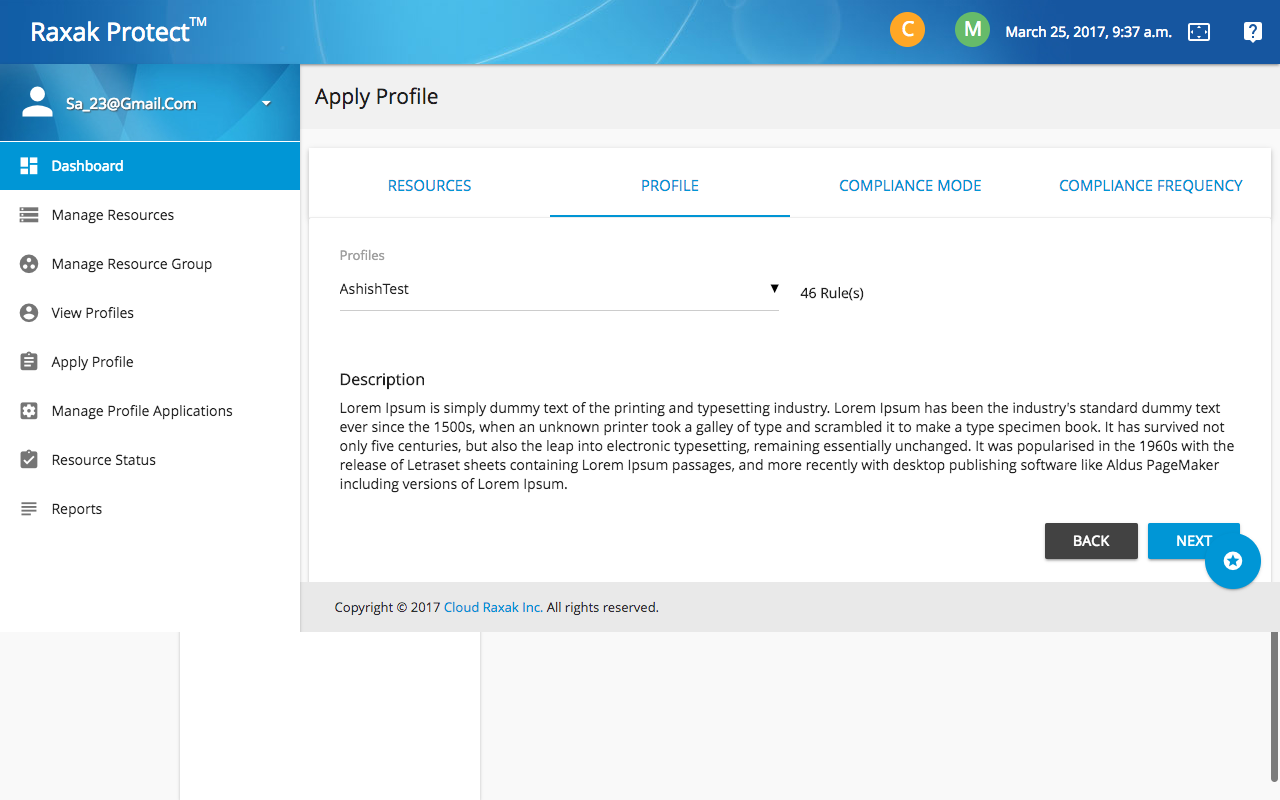 Raxak Protect™
C
M
March 25, 2017, 9:37 a.m.
Sa_23@Gmail.Com
Apply Profile
Dashboard
Manage Resources
Manage Resource Group
View Profiles
Apply Profile
Manage Profile Applications
Resource Status
Reports
RESOURCES
PROFILE
COMPLIANCE MODE
COMPLIANCE FREQUENCY
Profiles
AshishTest
46 Rule(s)
Description
Lorem Ipsum is simply dummy text of the printing and typesetting industry. Lorem Ipsum has been the industry's standard dummy text
ever since the 1500s, when an unknown printer took a galley of type and scrambled it to make a type specimen book. It has survived not
only five centuries, but also the leap into electronic typesetting, remaining essentially unchanged. It was popularised in the 1960s with the
release of Letraset sheets containing Lorem Ipsum passages, and more recently with desktop publishing software like Aldus PageMaker
including versions of Lorem Ipsum.
BACK
NEXT
Copyright © 2017 Cloud Raxak Inc. All rights reserved.